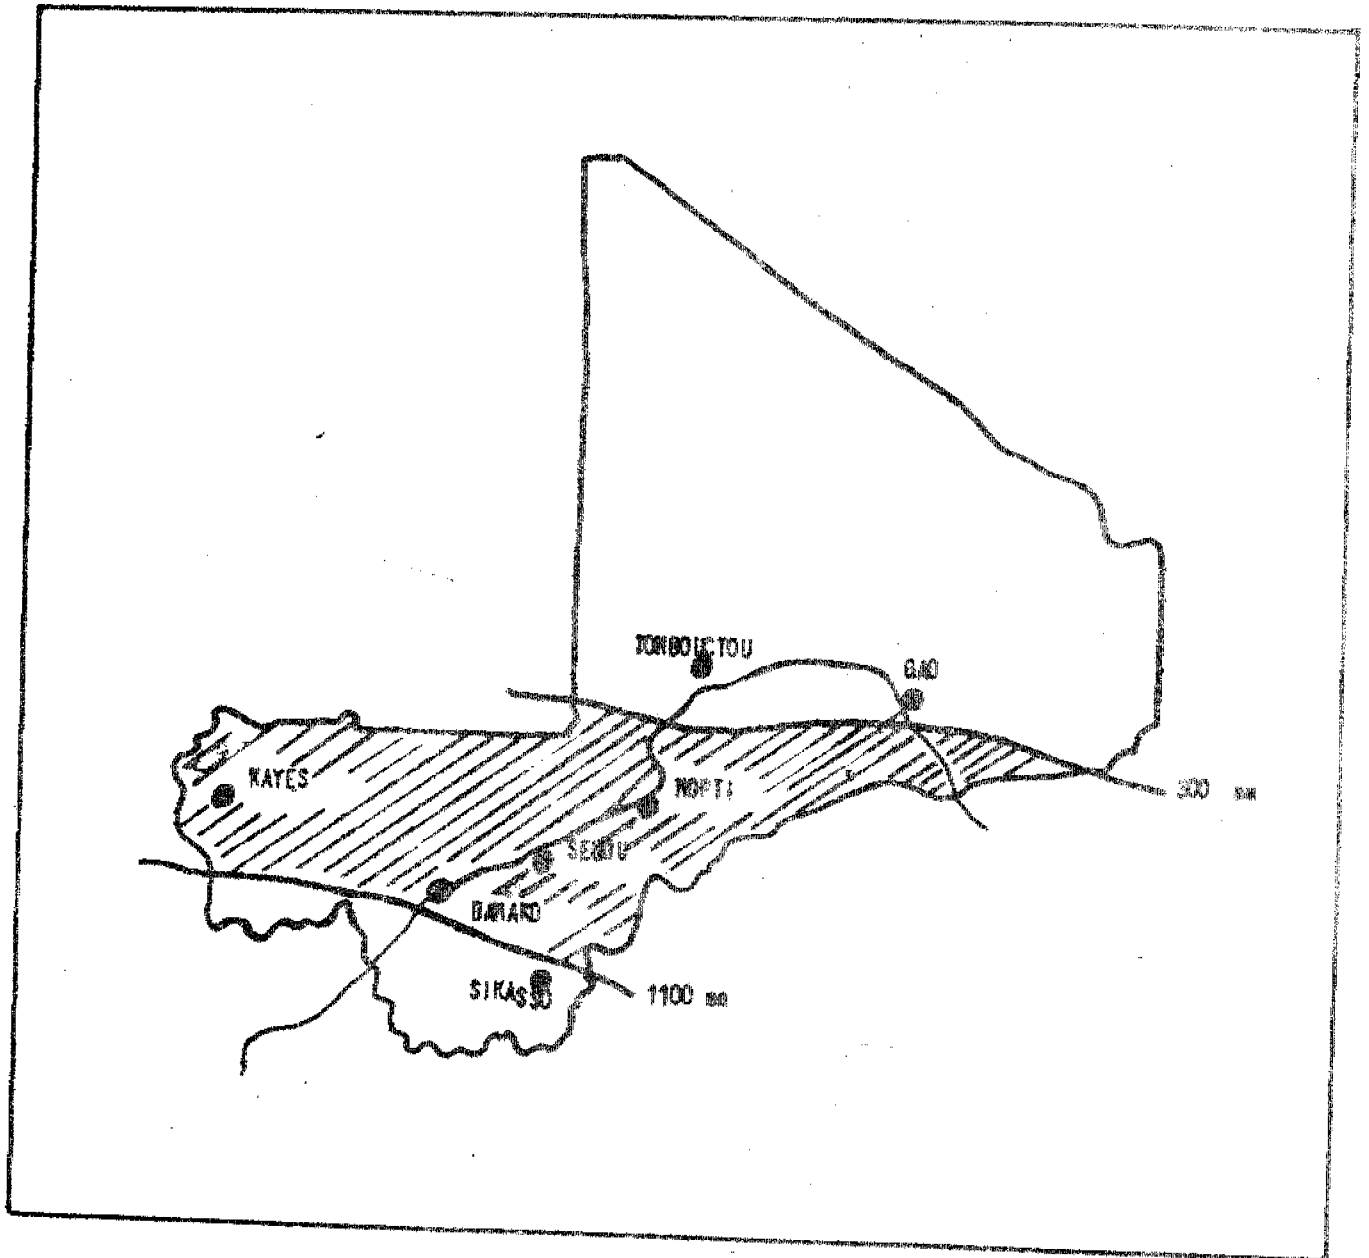 TOMBOUCTOU
GAO
KAYES
MOPTI
300 mm
SEGOU
BAMAKO
SIKASSO
1100 mm